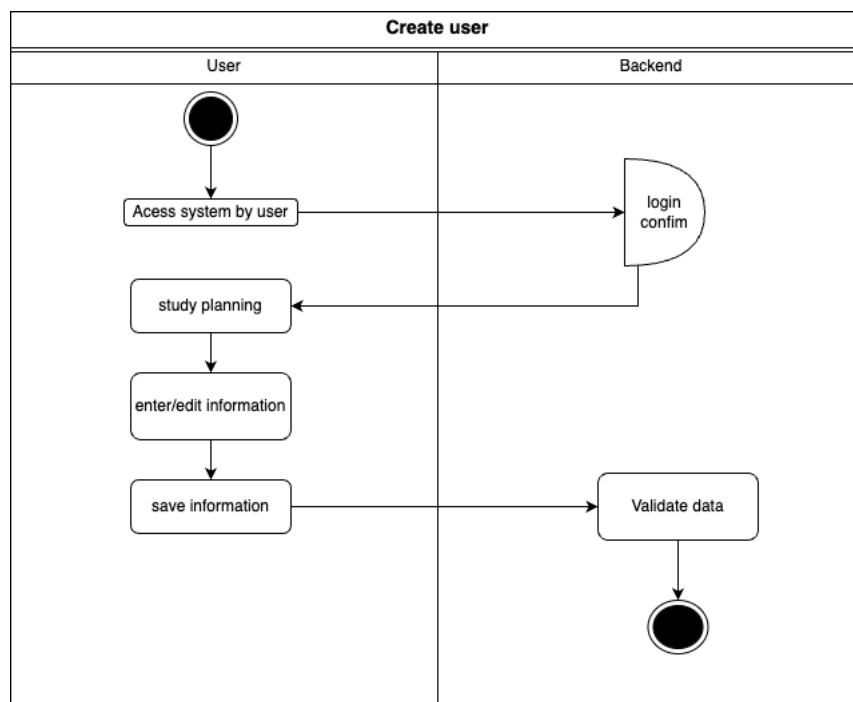 Create user
User
Backend
Acess system by user
login
confim
study planning
enter/edit information
save information
Validate data